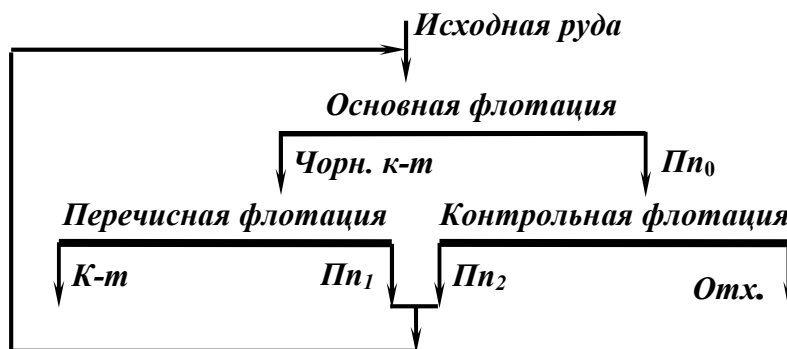 Исходная руда
Основная флотация
Чорн. к-т
Пп0
Перечисная флотация
Контрольная флотация
К-т
Пп1
Пп2
Отх.